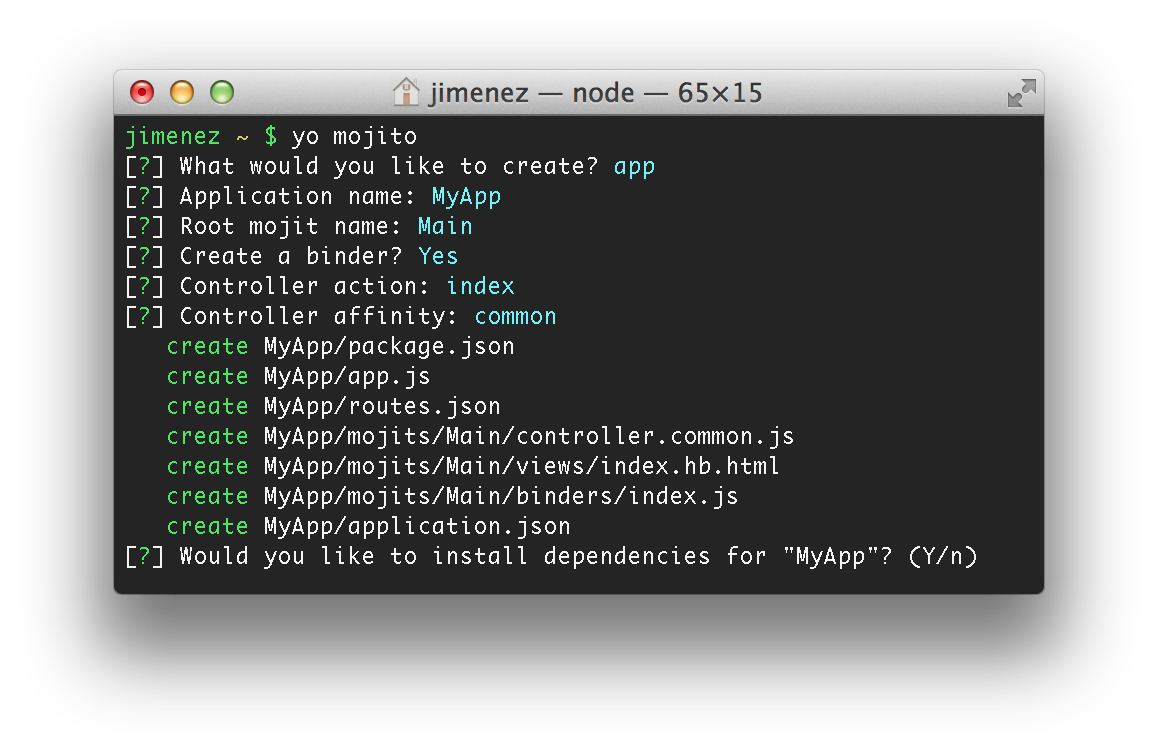 jimenez — node — 65×15
jimenez ~ $ yo mojito
[?] What would you like to create? app
[?] Application name: MyApp
[?] Root mojit name: Main
[?] Create a binder? Yes
[?] Controller action: index
[?] Controller affinity: common
create MyApp/package.json
create MyApp/app.js
create MyApp/routes.json
create MyApp/mojits/Main/controller.common.js
create MyApp/mojits/Main/views/index.hb.html
create MyApp/mojits/Main/binders/index.js
create MyApp/application.json
[?] Would you like to install dependencies for "MyApp"? (Y/n)